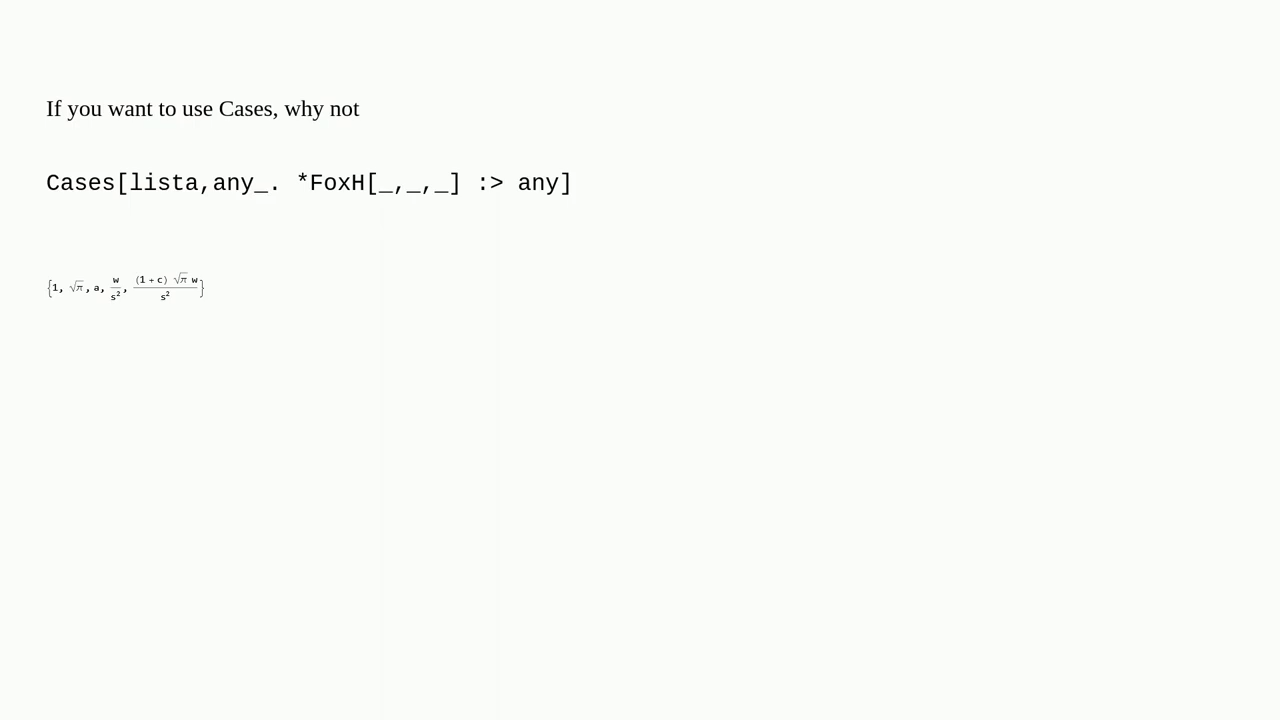 If you want to use Cases, why not
Cases[lista,any_. *FoxH[_,_,_] :> any]
{1, √π, a, w/s², (1 + c) √π w/s²}